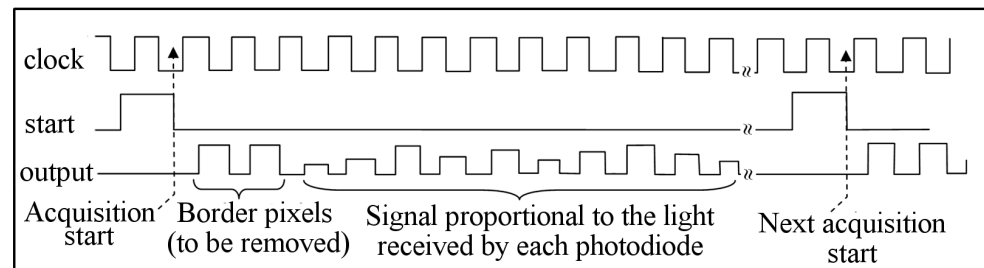 clock
start
output
Acquisition
start
Border pixels
(to be removed)
Signal proportional to the light
received by each photodiode
Next acquisition
start